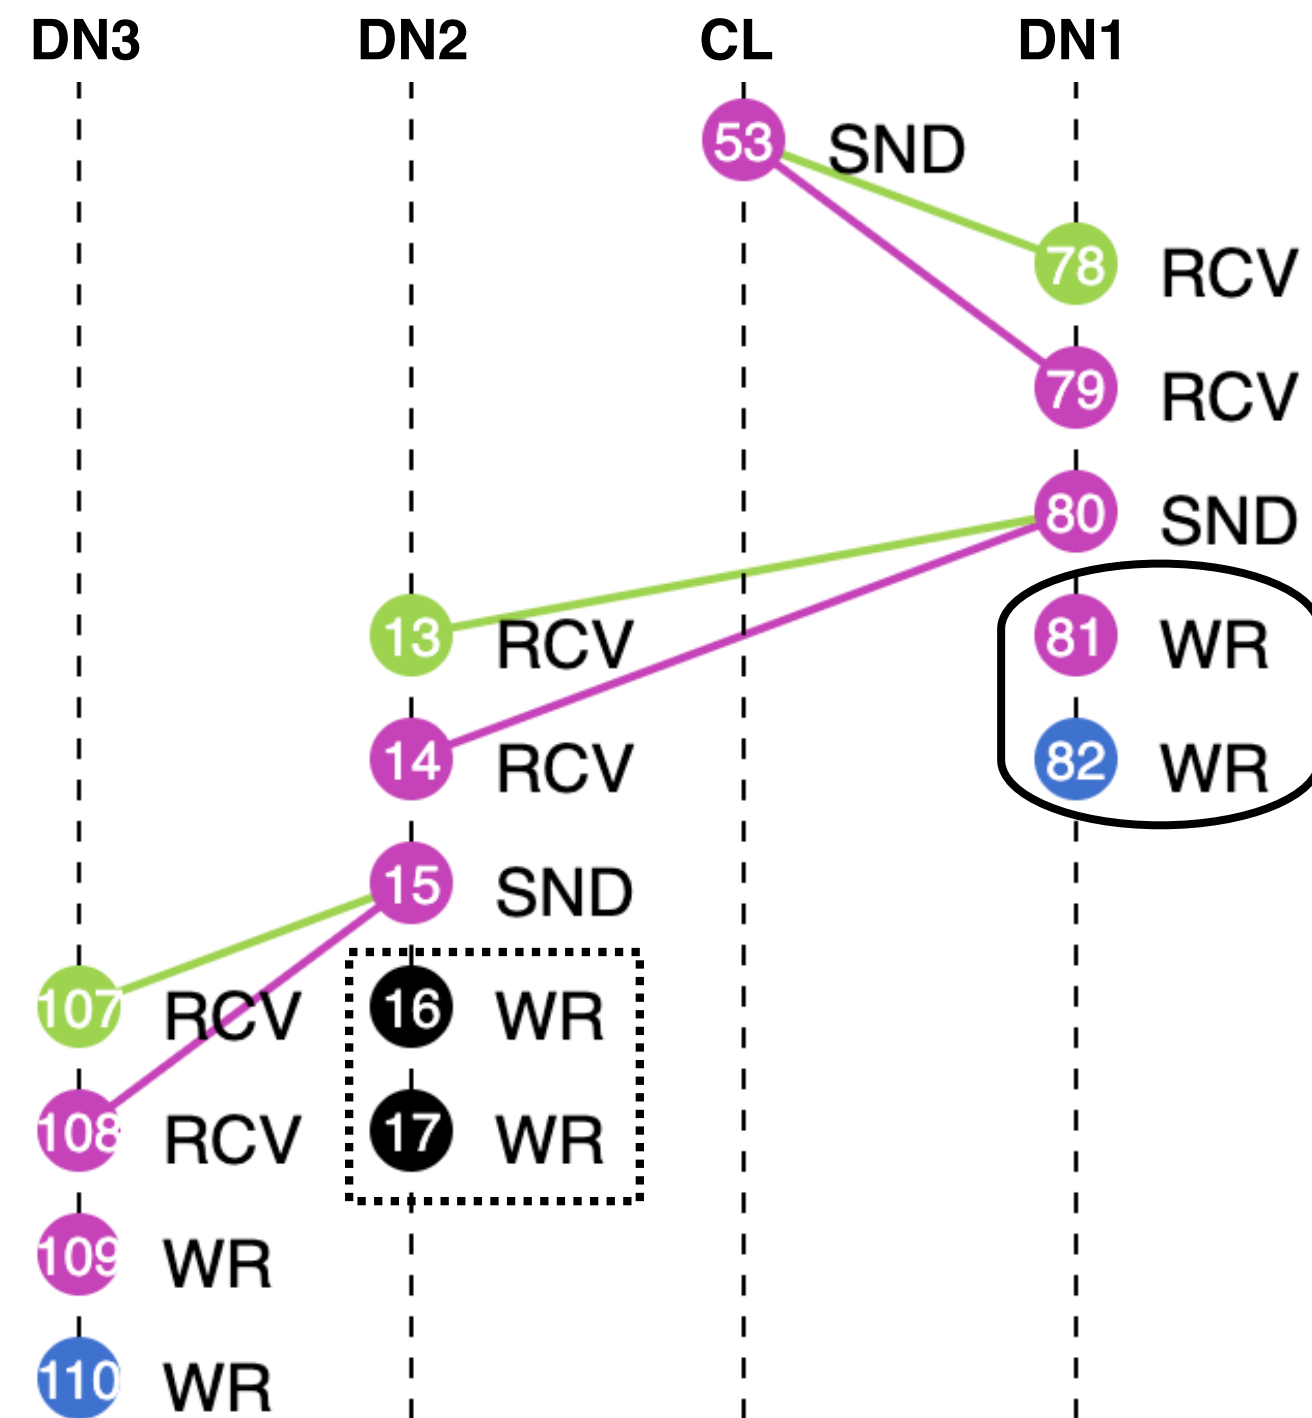 DN3 DN2 CL DN1
53 SND
78 RCV
79 RCV
80 SND
13 RCV 81 WR
14 RCV 82 WR
15 SND
107 RCV 16 WR
108 RCV 17 WR
109 WR
110 WR